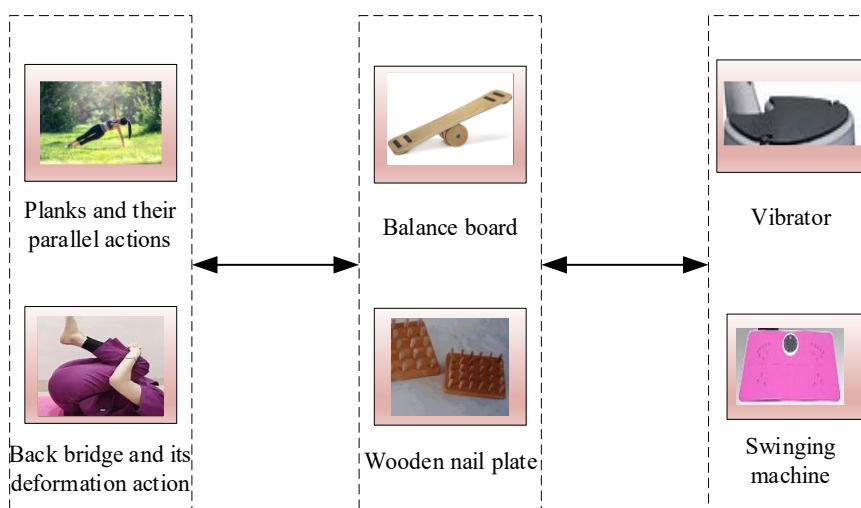 Planks and their
parallel actions
Balance board
Vibrator
Back bridge and its
deformation action
Wooden nail plate
Swinging
machine